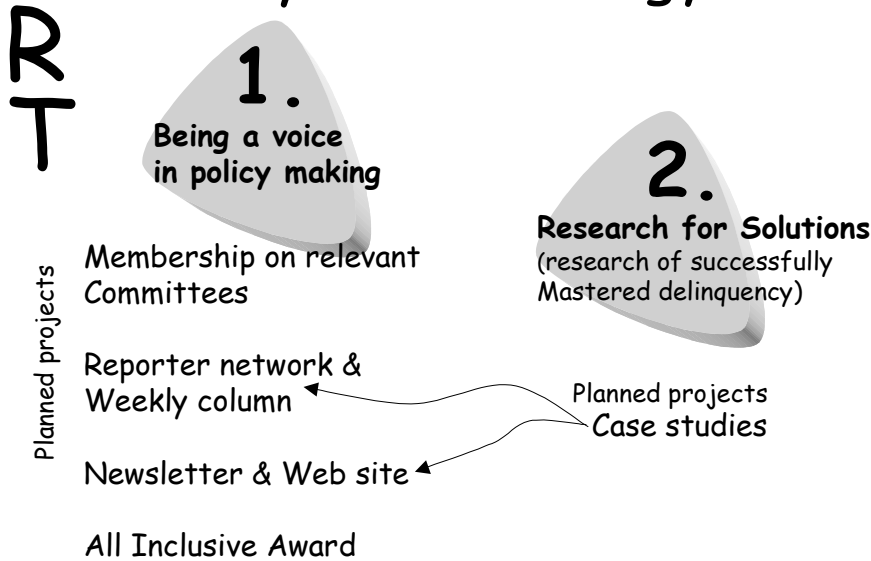 R
T
1.
Being a voice
in policy making
Membership on relevant
Committees
Reporter network &
Weekly column
Newsletter & Web site
All Inclusive Award
Planned projects
2.
Research for Solutions
(research of successfully
Mastered delinquency)
Planned projects
Case studies